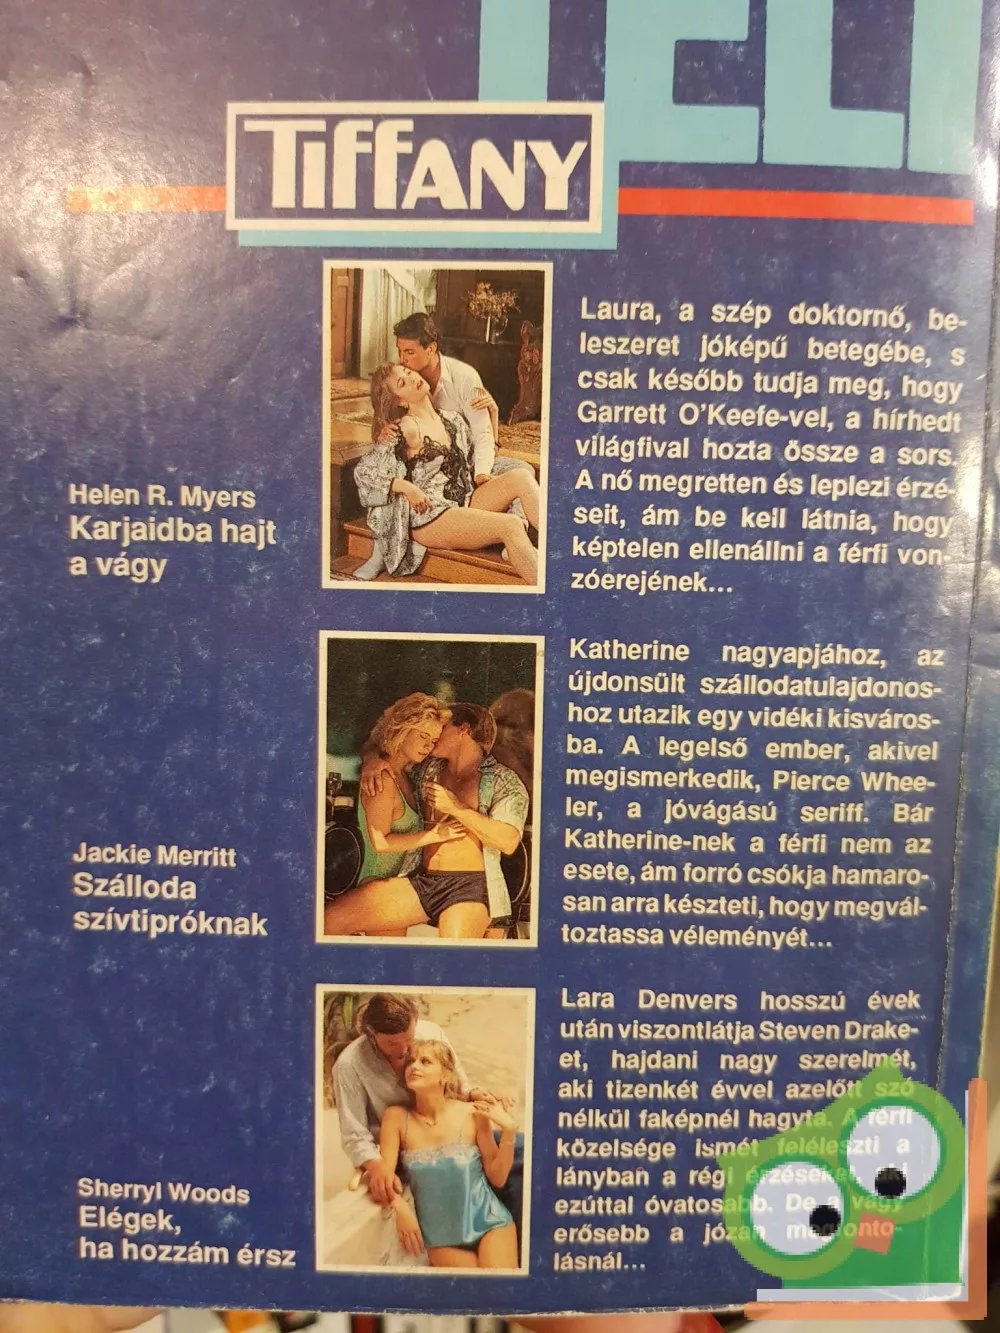 TELI
TIFFANY
Helen R. Myers
Karjaidba hajt
a vágy
Laura, a szép doktornő, be-
leszeret jóképű betegébe, s
csak később tudja meg, hogy
Garrett O'Keefe-vel, a hírhedt
világfival hozta össze a sors.
A nő megretten és leplezi érzé-
seit, ám be kell látnia, hogy
képtelen ellenállni a férfi von-
zóerejének...
Jackie Merritt
Szálloda
szívtipróknak
Katherine nagyapjához, az
újdonsült szállodatulajdonos-
hoz utazik egy vidéki kisváros-
ba. A legelső ember, akivel
megismerkedik, Pierce Whee-
ler, a jóvágású seriff. Bár
Katherine-nek a férfi nem az
esete, ám forró csókja hamaro-
san arra készteti, hogy megvál-
toztassa véleményét...
Sherryl Woods
Elégek,
ha hozzám érsz
Lara Denvers hosszú évek
után viszontlátja Steven Drake-
et, hajdani nagy szerelmét,
aki tizenkét évvel azelőtt szó
nélkül faképnél hagyta. A férfi
közelsége ismét feléleszti a
lányban a régi érzéseket,
ezúttal óvatosabb. De a vágy
erősebb a józan megfonto-
lásnál...